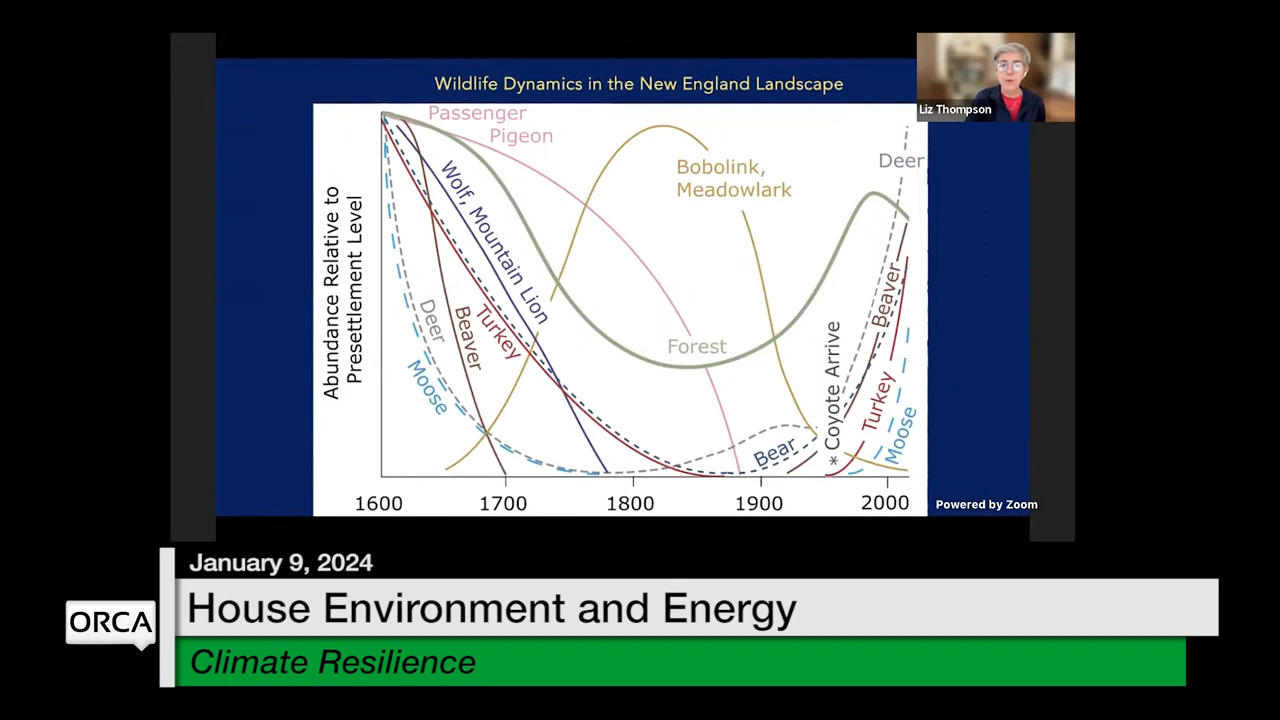 Wildlife Dynamics in the New England Landscape
Liz Thompson
Passenger
Pigeon
Bobolink,
Meadowlark
Deer
Wolf, Mountain Lion
Abundance Relative to
Presettlement Level
Deer
Beaver
Turkey
Moose
Forest
Bear
* Coyote Arrive
Beaver
Turkey
Moose
1600
1700
1800
1900
2000
Powered by Zoom
January 9, 2024
ORCA
House Environment and Energy
Climate Resilience